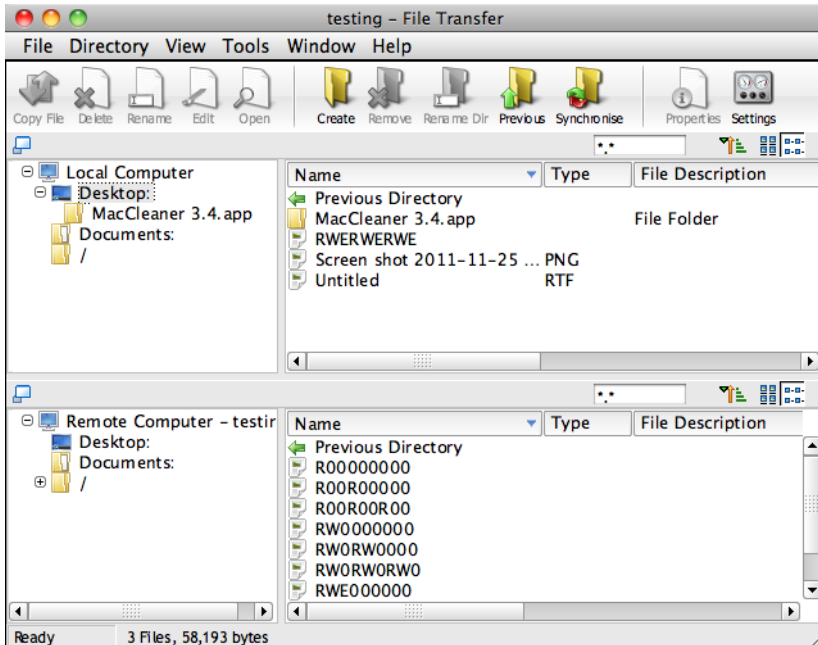 testing – File Transfer
File Directory View Tools Window Help
Copy File Delete Rename Edit Open Create Remove Rename Dir Previous Synchronise Properties Settings
*.*
Local Computer
Desktop:
MacCleaner 3.4.app
Documents:
/
Name Type File Description
Previous Directory
MacCleaner 3.4.app File Folder
RWERWERWE
Screen shot 2011-11-25 ... PNG
Untitled RTF
*.*
Remote Computer – testir
Desktop:
Documents:
/
Name Type File Description
Previous Directory
R00000000
R00R00000
R00R00R00
RW0000000
RW0RW0000
RW0RW0RW0
RWE000000
Ready 3 Files, 58,193 bytes